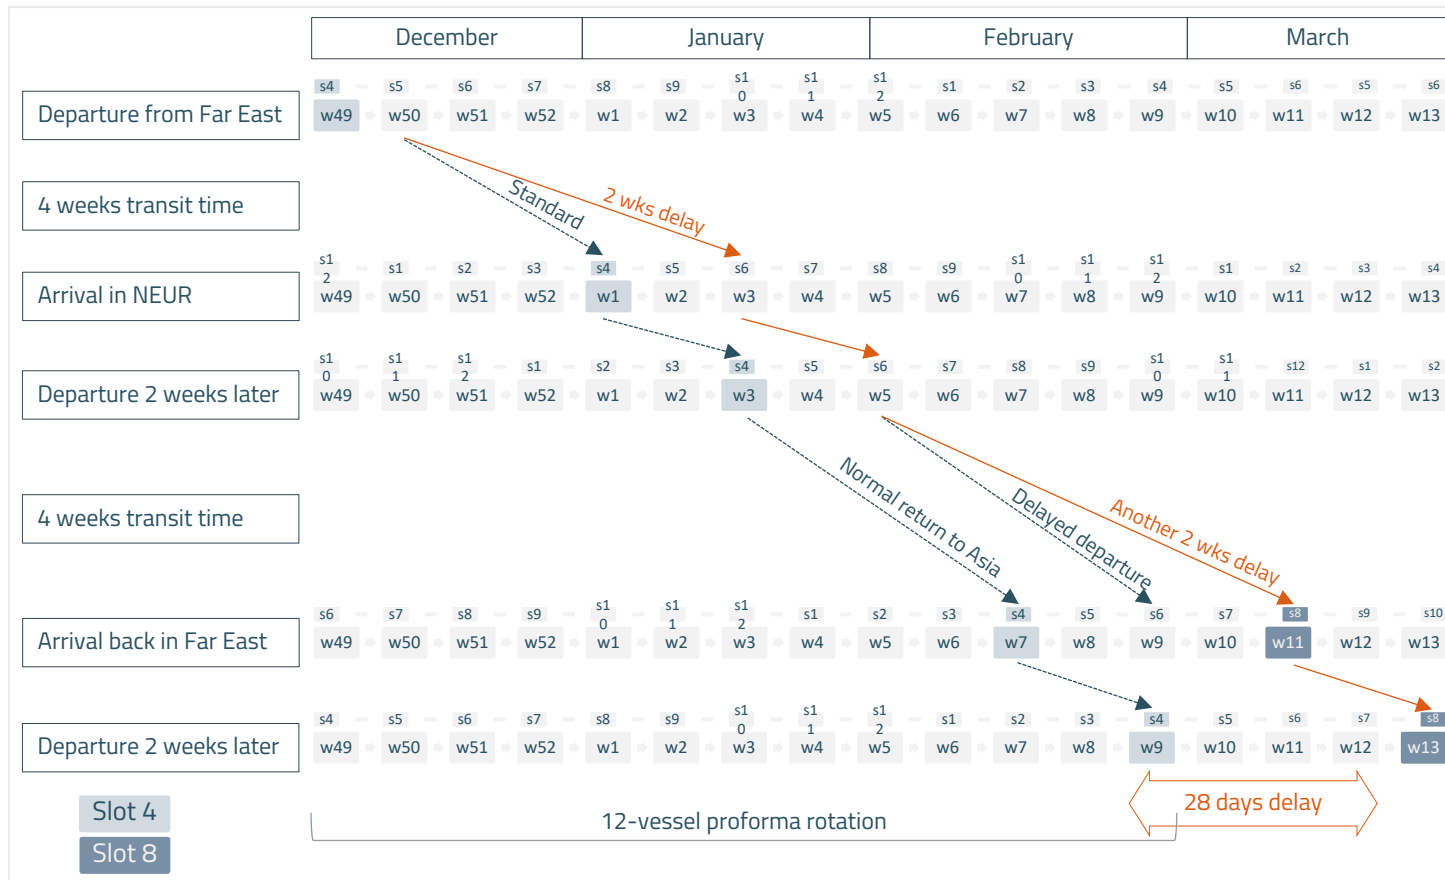 December January February March
s4 s5 s6 s7 s8 s9 s10 s11 s12 s1 s2 s3 s4 s5 s6 s5 s6
Departure from Far East w49 w50 w51 w52 w1 w2 w3 w4 w5 w6 w7 w8 w9 w10 w11 w12 w13
Standard
2 wks delay
4 weeks transit time
s12 s1 s2 s3 s4 s5 s6 s7 s8 s9 s10 s11 s12 s1 s2 s3 s4
Arrival in NEUR w49 w50 w51 w52 w1 w2 w3 w4 w5 w6 w7 w8 w9 w10 w11 w12 w13
s10 s11 s12 s1 s2 s3 s4 s5 s6 s7 s8 s9 s10 s11 s12 s1 s2
Departure 2 weeks later w49 w50 w51 w52 w1 w2 w3 w4 w5 w6 w7 w8 w9 w10 w11 w12 w13
4 weeks transit time
Normal return to Asia
Delayed departure
Another 2 wks delay
s6 s7 s8 s9 s10 s11 s12 s1 s2 s3 s4 s5 s6 s7 s8 s9 s10
Arrival back in Far East w49 w50 w51 w52 w1 w2 w3 w4 w5 w6 w7 w8 w9 w10 w11 w12 w13
s4 s5 s6 s7 s8 s9 s10 s11 s12 s1 s2 s3 s4 s5 s6 s7 s8
Departure 2 weeks later w49 w50 w51 w52 w1 w2 w3 w4 w5 w6 w7 w8 w9 w10 w11 w12 w13
28 days delay
Slot 4
12-vessel proforma rotation
Slot 8